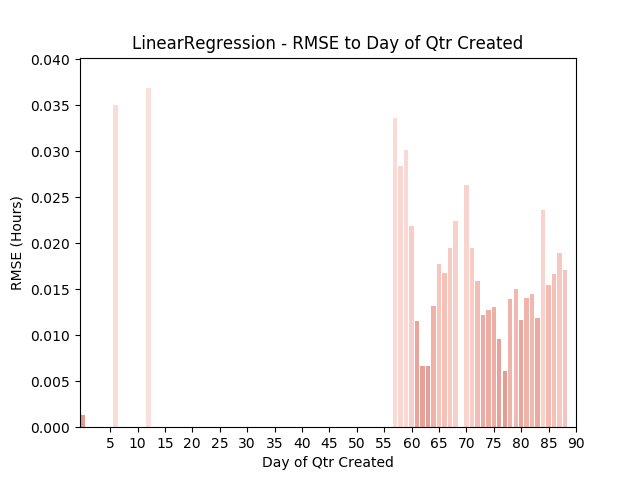 LinearRegression - RMSE to Day of Qtr Created
0.040
0.035
0.030
0.025
0.020
0.015
0.010
0.005
0.000
RMSE (Hours)
5 10 15 20 25 30 35 40 45 50 55 60 65 70 75 80 85 90
Day of Qtr Created